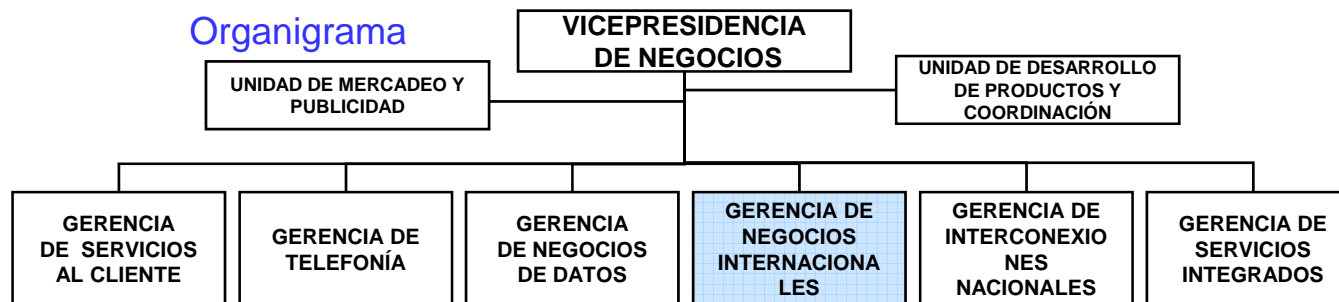 Organigrama
VICEPRESIDENCIA
DE NEGOCIOS
UNIDAD DE MERCADEO Y
PUBLICIDAD
UNIDAD DE DESARROLLO
DE PRODUCTOS Y
COORDINACIÓN
GERENCIA
DE SERVICIOS
AL CLIENTE
GERENCIA DE
TELEFONÍA
GERENCIA
DE NEGOCIOS
DE DATOS
GERENCIA DE
NEGOCIOS
INTERNACIONA
LES
GERENCIA DE
INTERCONEXIO
NES
NACIONALES
GERENCIA DE
SERVICIOS
INTEGRADOS